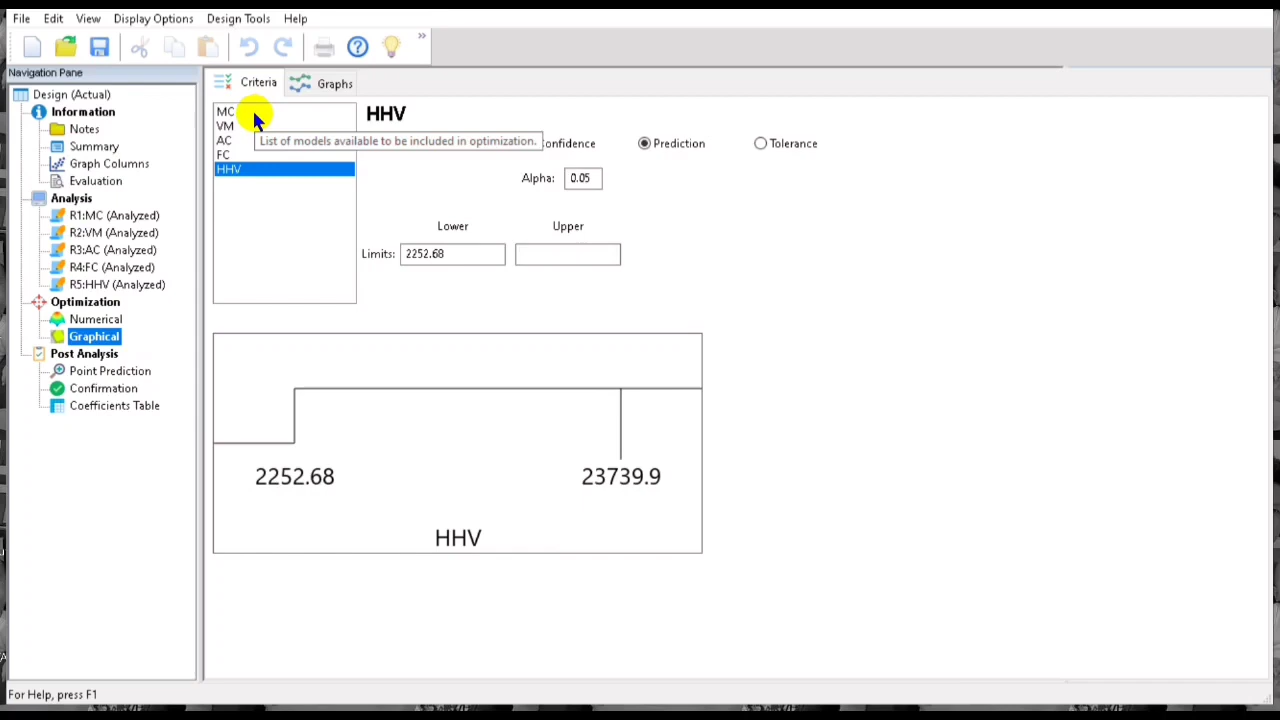 File Edit View Display Options Design Tools Help
»
Navigation Pane
Design (Actual)
Information
Notes
Summary
Graph Columns
Evaluation
Analysis
R1:MC (Analyzed)
R2:VM (Analyzed)
R3:AC (Analyzed)
R4:FC (Analyzed)
R5:HHV (Analyzed)
Optimization
Numerical
Graphical
Post Analysis
Point Prediction
Confirmation
Coefficients Table
Criteria Graphs
MC
VM
AC
FC
HHV
List of models available to be included in optimization.
HHV
onfidence Prediction Tolerance
Alpha: 0.05
Lower Upper
Limits: 2252.68
2252.68 23739.9
HHV
For Help, press F1